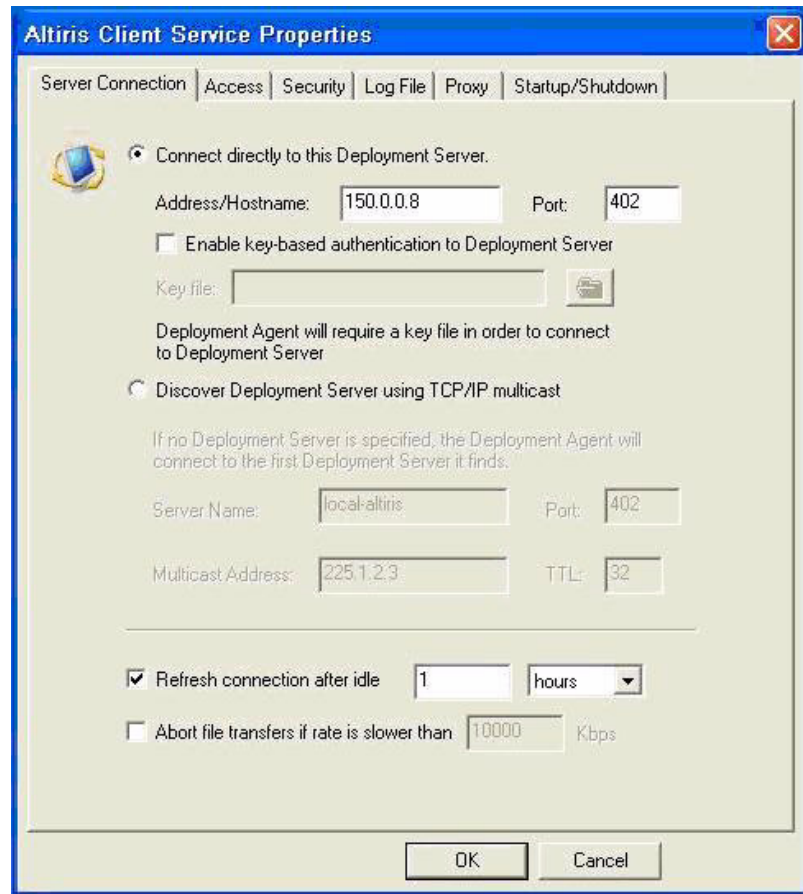 Altiris Client Service Properties
Server Connection Access Security Log File Proxy Startup/Shutdown
Connect directly to this Deployment Server.
Address/Hostname: 150.0.0.8 Port: 402
Enable key-based authentication to Deployment Server
Key file:
Deployment Agent will require a key file in order to connect
to Deployment Server
Discover Deployment Server using TCP/IP multicast
If no Deployment Server is specified, the Deployment Agent will
connect to the first Deployment Server it finds.
Server Name: local-altiris Port: 402
Multicast Address: 225.1.2.3 TTL: 32
Refresh connection after idle 1 hours
Abort file transfers if rate is slower than 10000 Kbps
OK Cancel